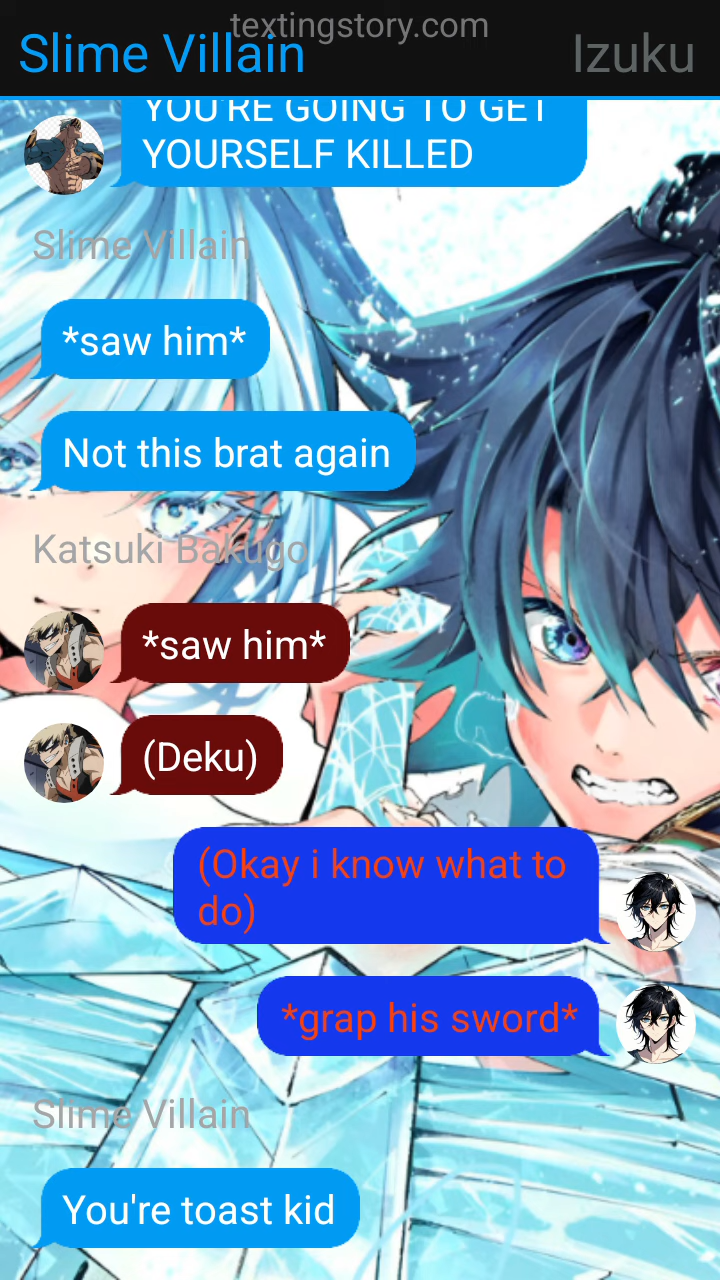 textingstory.com
Slime Villain
Izuku
YOU'RE GOING TO GET
YOURSELF KILLED
Slime Villain
*saw him*
Not this brat again
Katsuki Bakugo
*saw him*
(Deku)
(Okay i know what to
do)
*grap his sword*
Slime Villain
You're toast kid